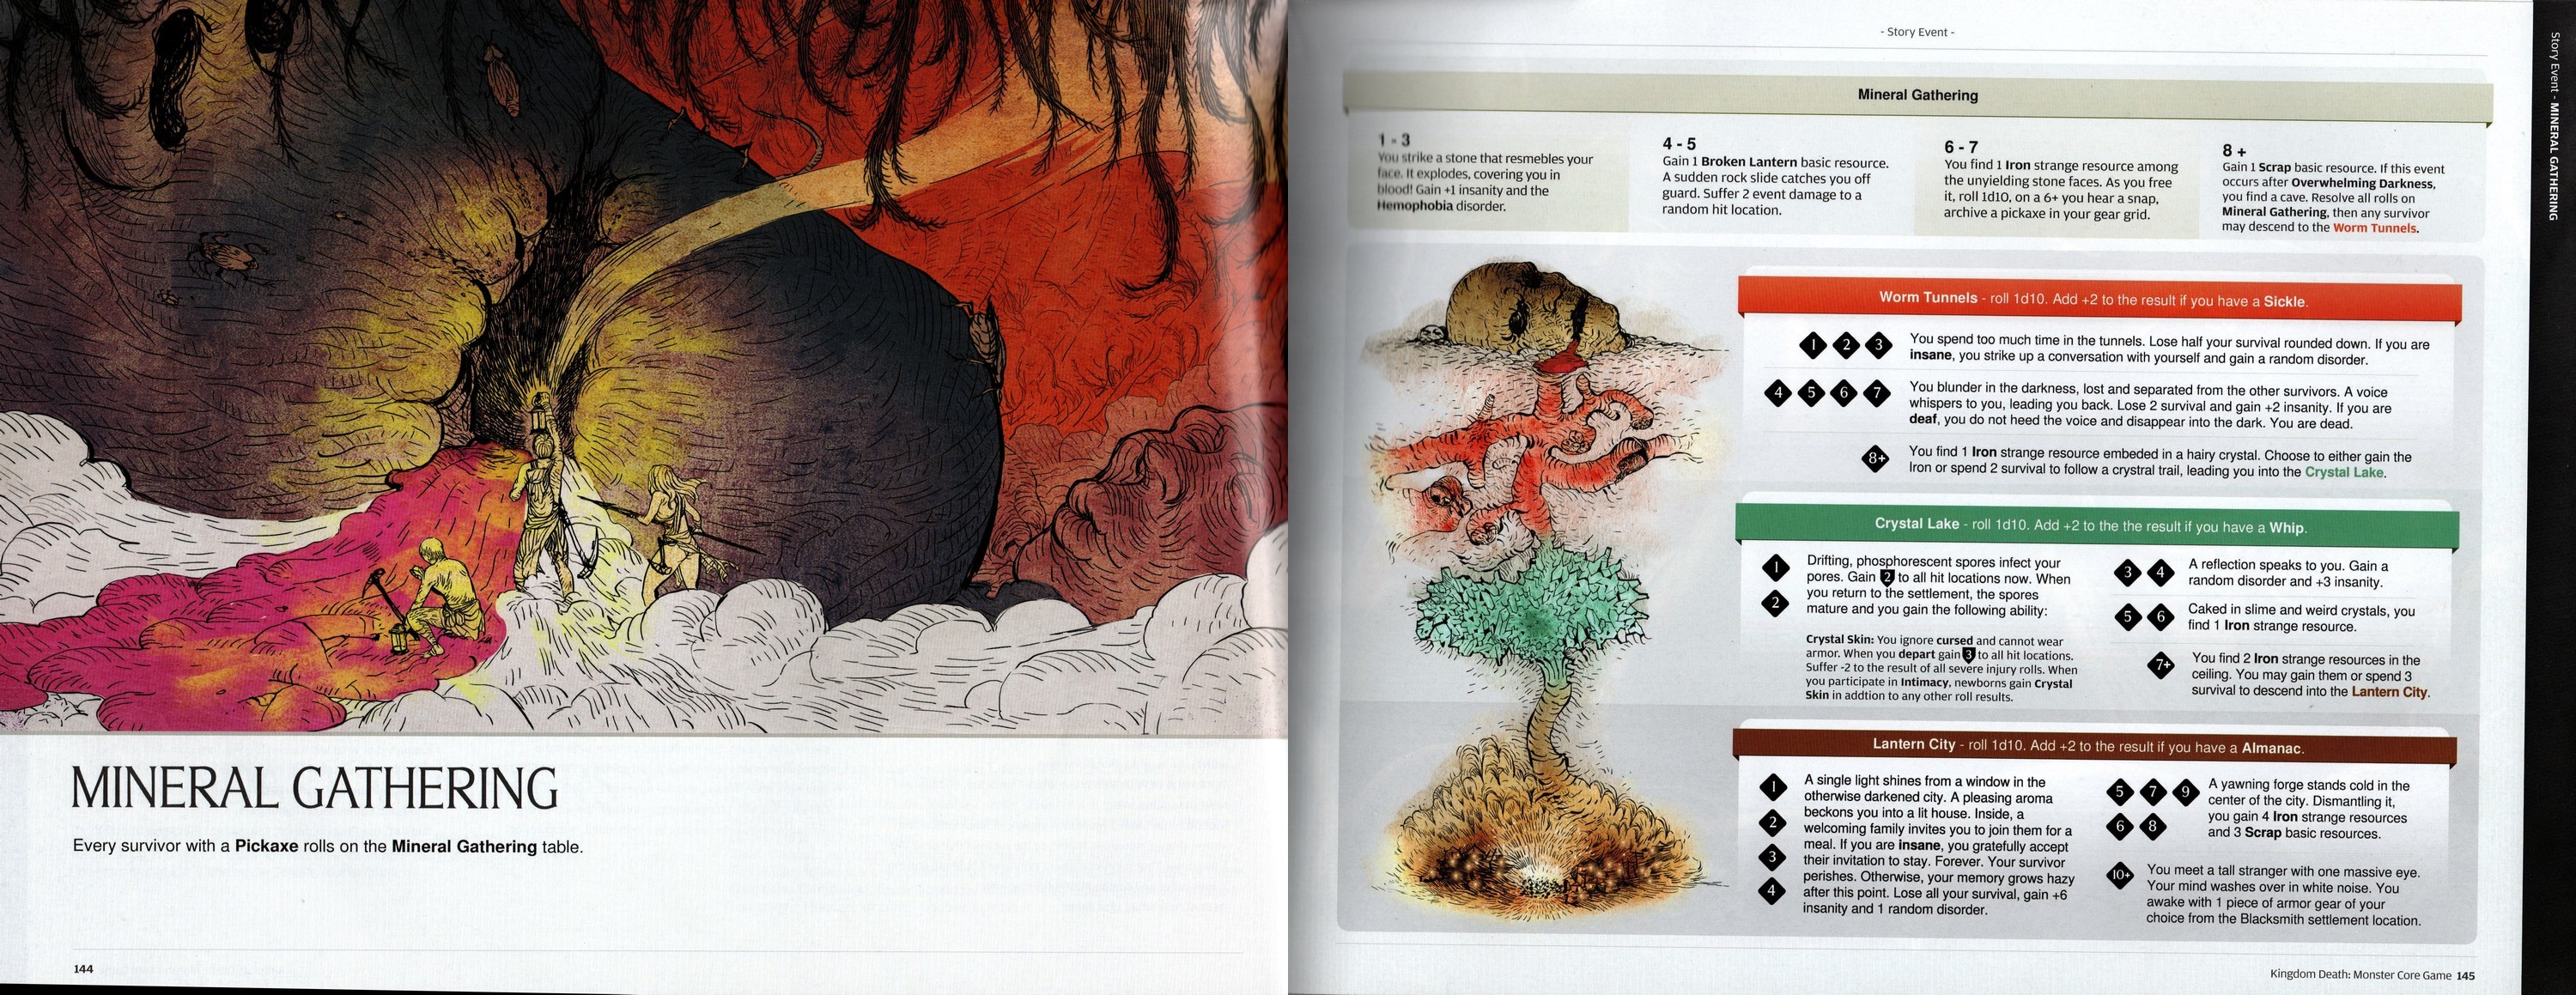 MINERAL GATHERING
Every survivor with a Pickaxe rolls on the Mineral Gathering table.
144
- Story Event -
Story Event - MINERAL GATHERING
Mineral Gathering
1 - 3
You strike a stone that resmebles your
face. It explodes, covering you in
blood! Gain +1 insanity and the
Hemophobia disorder.
4 - 5
Gain 1 Broken Lantern basic resource.
A sudden rock slide catches you off
guard. Suffer 2 event damage to a
random hit location.
6 - 7
You find 1 Iron strange resource among
the unyielding stone faces. As you free
it, roll 1d10, on a 6+ you hear a snap,
archive a pickaxe in your gear grid.
8 +
Gain 1 Scrap basic resource. If this event
occurs after Overwhelming Darkness,
you find a cave. Resolve all rolls on
Mineral Gathering, then any survivor
may descend to the Worm Tunnels.
Worm Tunnels - roll 1d10. Add +2 to the result if you have a Sickle.
1 2 3
You spend too much time in the tunnels. Lose half your survival rounded down. If you are
insane, you strike up a conversation with yourself and gain a random disorder.
4 5 6 7
You blunder in the darkness, lost and separated from the other survivors. A voice
whispers to you, leading you back. Lose 2 survival and gain +2 insanity. If you are
deaf, you do not heed the voice and disappear into the dark. You are dead.
8+
You find 1 Iron strange resource embeded in a hairy crystal. Choose to either gain the
Iron or spend 2 survival to follow a crystral trail, leading you into the Crystal Lake.
Crystal Lake - roll 1d10. Add +2 to the the result if you have a Whip.
1
2
Drifting, phosphorescent spores infect your
pores. Gain 2 to all hit locations now. When
you return to the settlement, the spores
mature and you gain the following ability:
Crystal Skin: You ignore cursed and cannot wear
armor. When you depart gain 3 to all hit locations.
Suffer -2 to the result of all severe injury rolls. When
you participate in Intimacy, newborns gain Crystal
Skin in addtion to any other roll results.
3 4
A reflection speaks to you. Gain a
random disorder and +3 insanity.
5 6
Caked in slime and weird crystals, you
find 1 Iron strange resource.
7+
You find 2 Iron strange resources in the
ceiling. You may gain them or spend 3
survival to descend into the Lantern City.
Lantern City - roll 1d10. Add +2 to the result if you have a Almanac.
1
2
3
4
A single light shines from a window in the
otherwise darkened city. A pleasing aroma
beckons you into a lit house. Inside, a
welcoming family invites you to join them for a
meal. If you are insane, you gratefully accept
their invitation to stay. Forever. Your survivor
perishes. Otherwise, your memory grows hazy
after this point. Lose all your survival, gain +6
insanity and 1 random disorder.
5 7 9
6 8
A yawning forge stands cold in the
center of the city. Dismantling it,
you gain 4 Iron strange resources
and 3 Scrap basic resources.
10+
You meet a tall stranger with one massive eye.
Your mind washes over in white noise. You
awake with 1 piece of armor gear of your
choice from the Blacksmith settlement location.
Kingdom Death: Monster Core Game 145